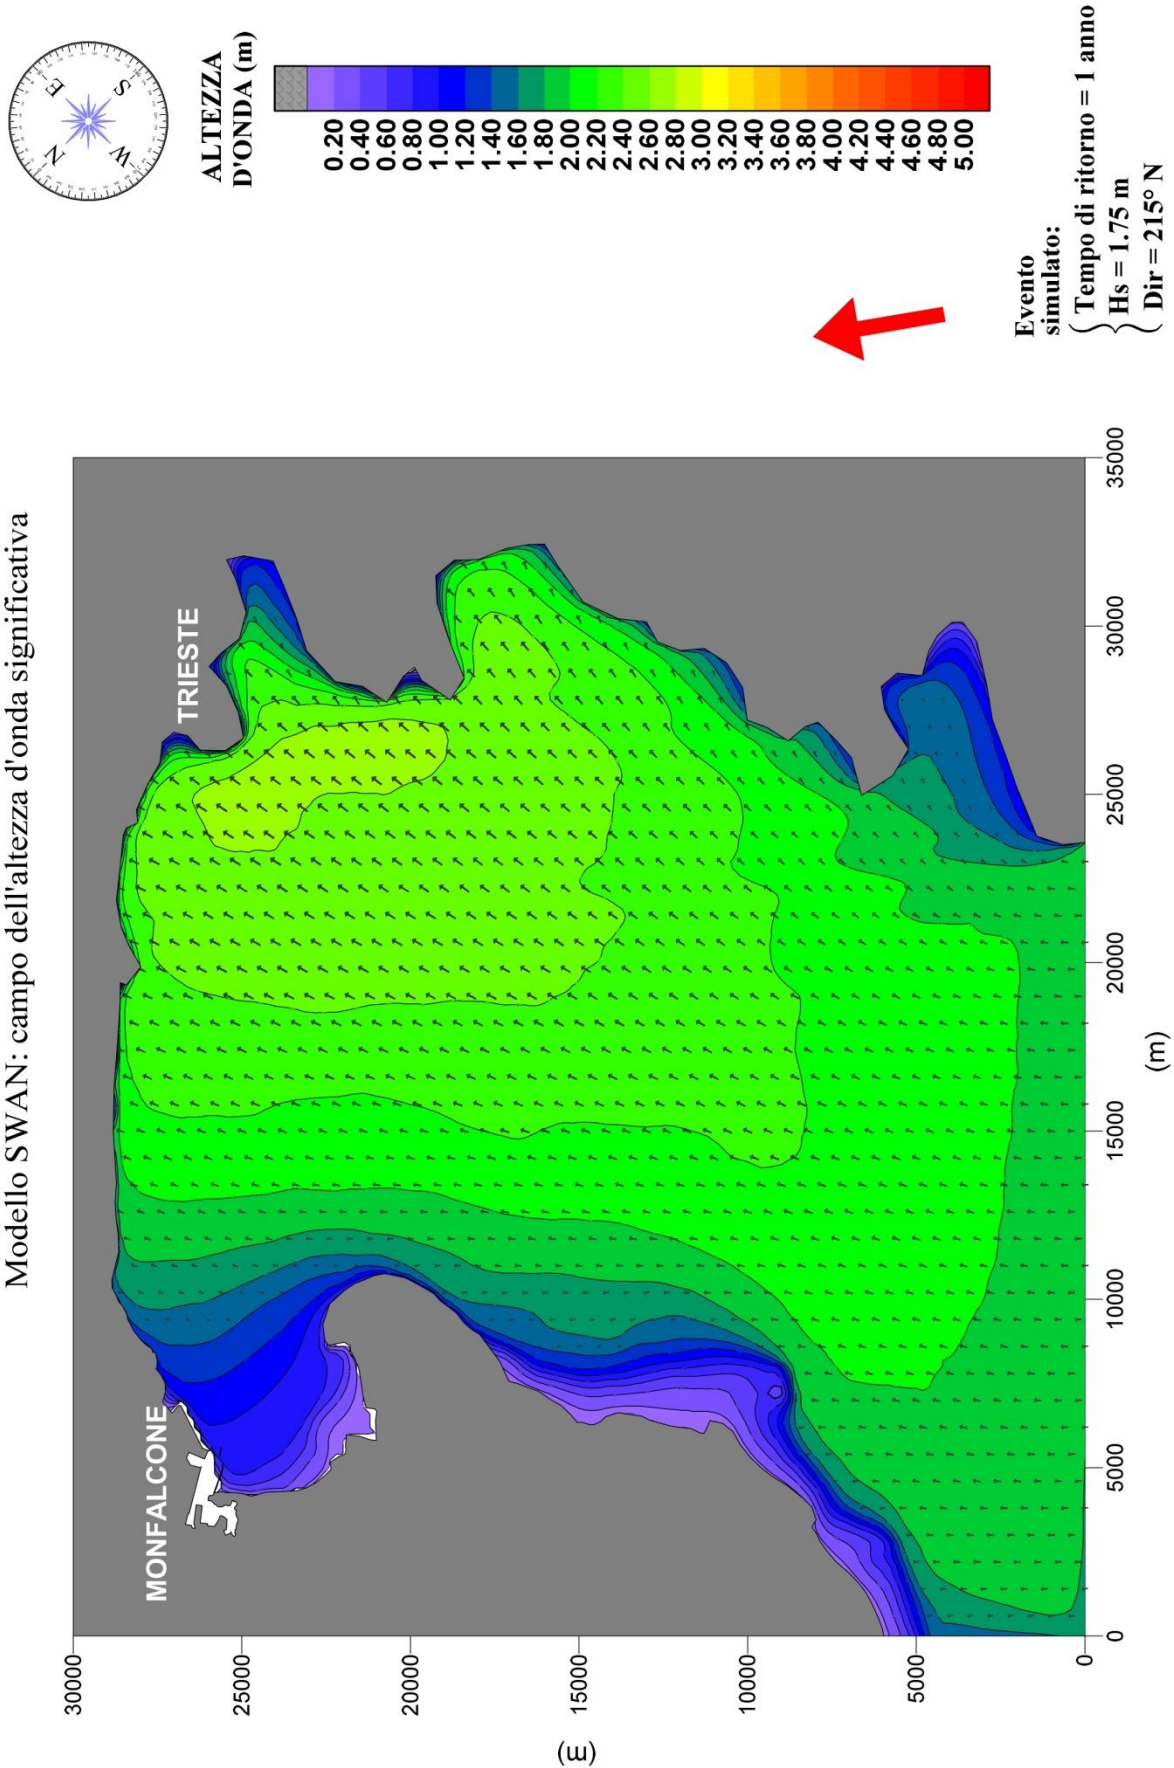 Modello SWAN: campo dell'altezza d'onda significativa
N
E
S
W
ALTEZZA
D'ONDA (m)
0.20
0.40
0.60
0.80
1.00
1.20
1.40
1.60
1.80
2.00
2.20
2.40
2.60
2.80
3.00
3.20
3.40
3.60
3.80
4.00
4.20
4.40
4.60
4.80
5.00
MONFALCONE
TRIESTE
30000
25000
20000
15000
10000
5000
0
(m)
0
5000
10000
15000
20000
25000
30000
35000
(m)
Evento
simulato:
Tempo di ritorno = 1 anno
Hs = 1.75 m
Dir = 215° N